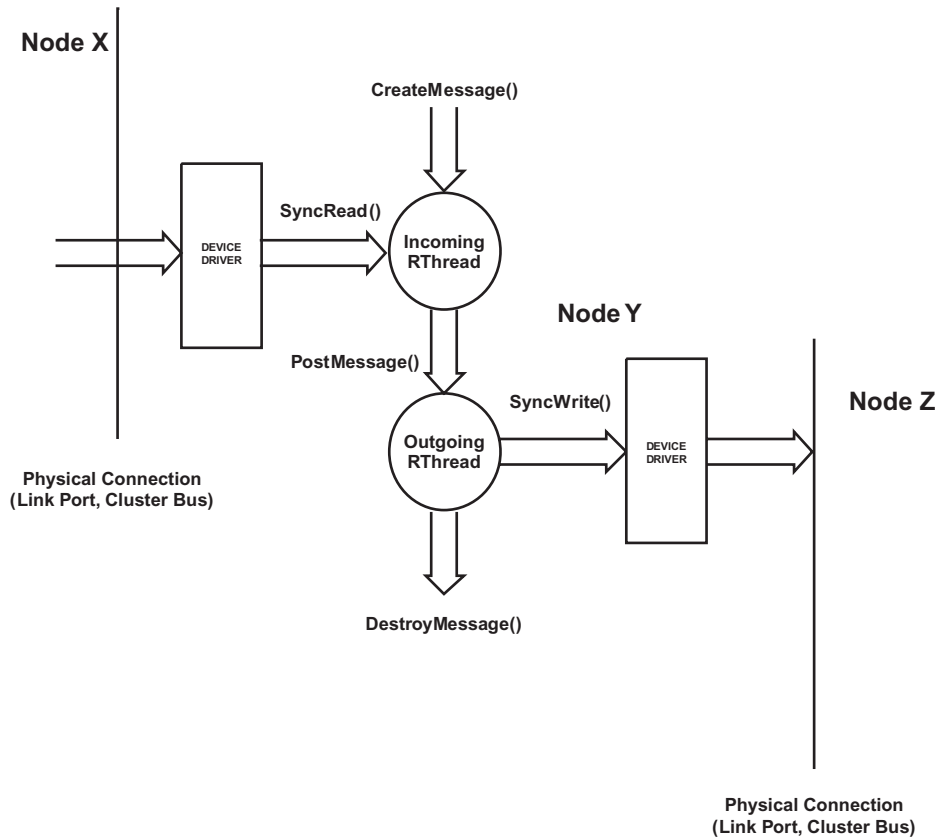 Node X
CreateMessage()
SyncRead()
DEVICE
DRIVER
Incoming
RThread
Node Y
PostMessage()
SyncWrite()
Node Z
Outgoing
RThread
DEVICE
DRIVER
Physical Connection
(Link Port, Cluster Bus)
DestroyMessage()
Physical Connection
(Link Port, Cluster Bus)